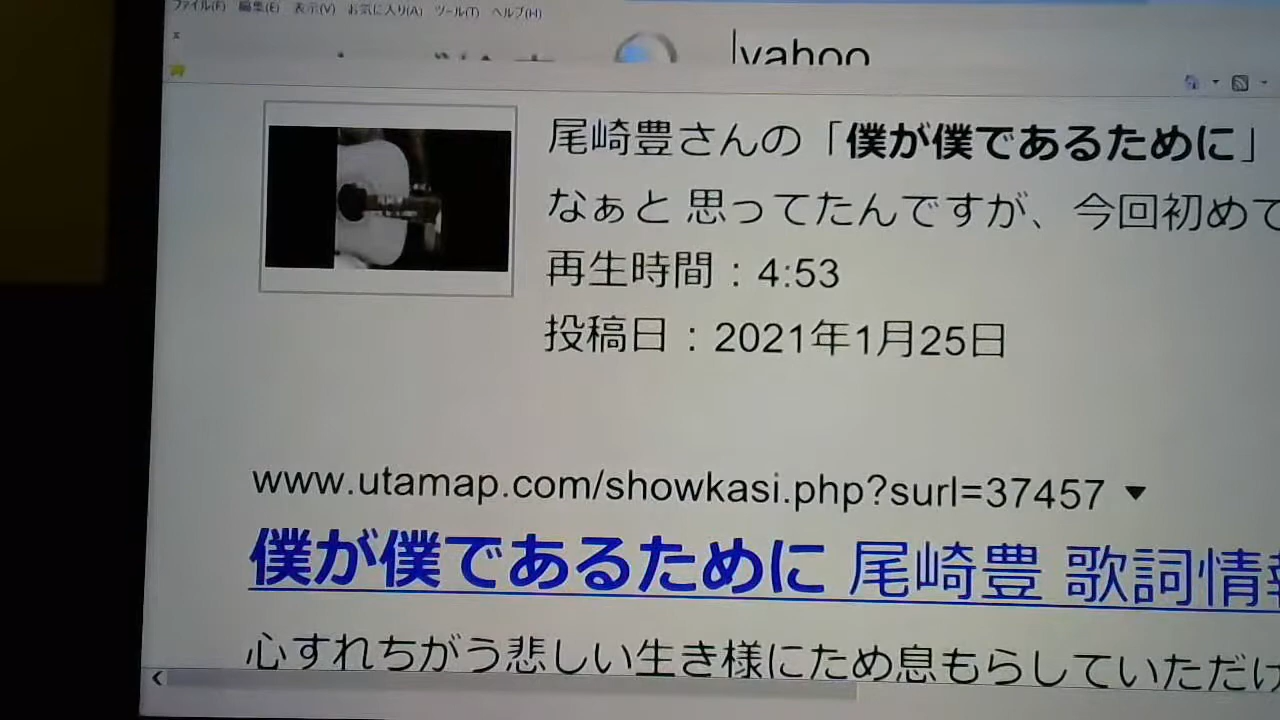 ファイル(F) 編集(E) 表示(V) お気に入り(A) ツール(T) ヘルプ(H)
x
yahoo
尾崎豊さんの「僕が僕であるために」
なぁと 思ってたんですが、今回初めて
再生時間：4:53
投稿日：2021年1月25日
www.utamap.com/showkasi.php?surl=37457
僕が僕であるために 尾崎豊 歌詞情報
心すれちがう悲しい生き様にため息もらしていただけ